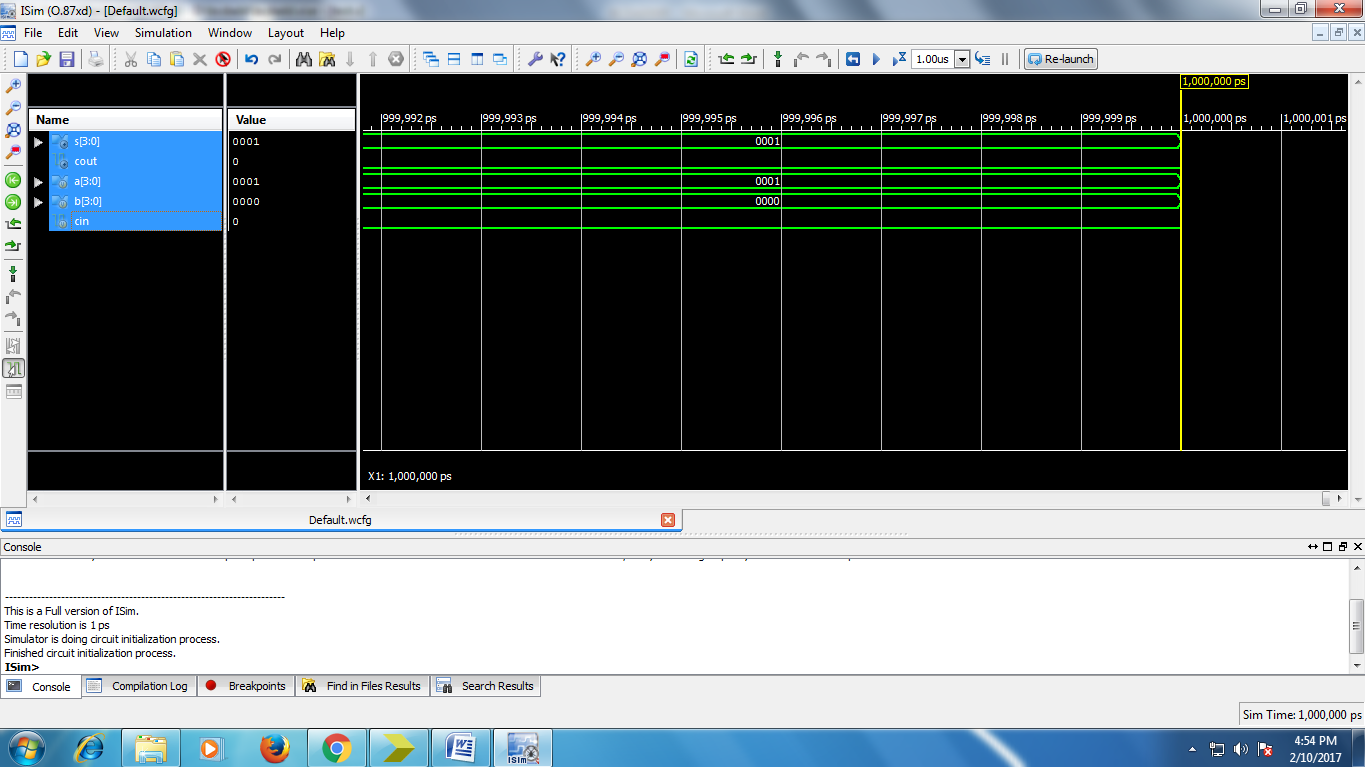 ISim (O.87xd) - [Default.wcfg]
File Edit View Simulation Window Layout Help
1.00us Re-launch
1,000,000 ps
Name Value
999,992 ps 999,993 ps 999,994 ps 999,995 ps 999,996 ps 999,997 ps 999,998 ps 999,999 ps 1,000,000 ps 1,000,001 ps
s[3:0] 0001 0001
cout 0
a[3:0] 0001 0001
b[3:0] 0000 0000
cin 0
X1: 1,000,000 ps
Default.wcfg
Console
This is a Full version of ISim.
Time resolution is 1 ps
Simulator is doing circuit initialization process.
Finished circuit initialization process.
ISim>
Console Compilation Log Breakpoints Find in Files Results Search Results
Sim Time: 1,000,000 ps
ISim
4:54 PM
2/10/2017